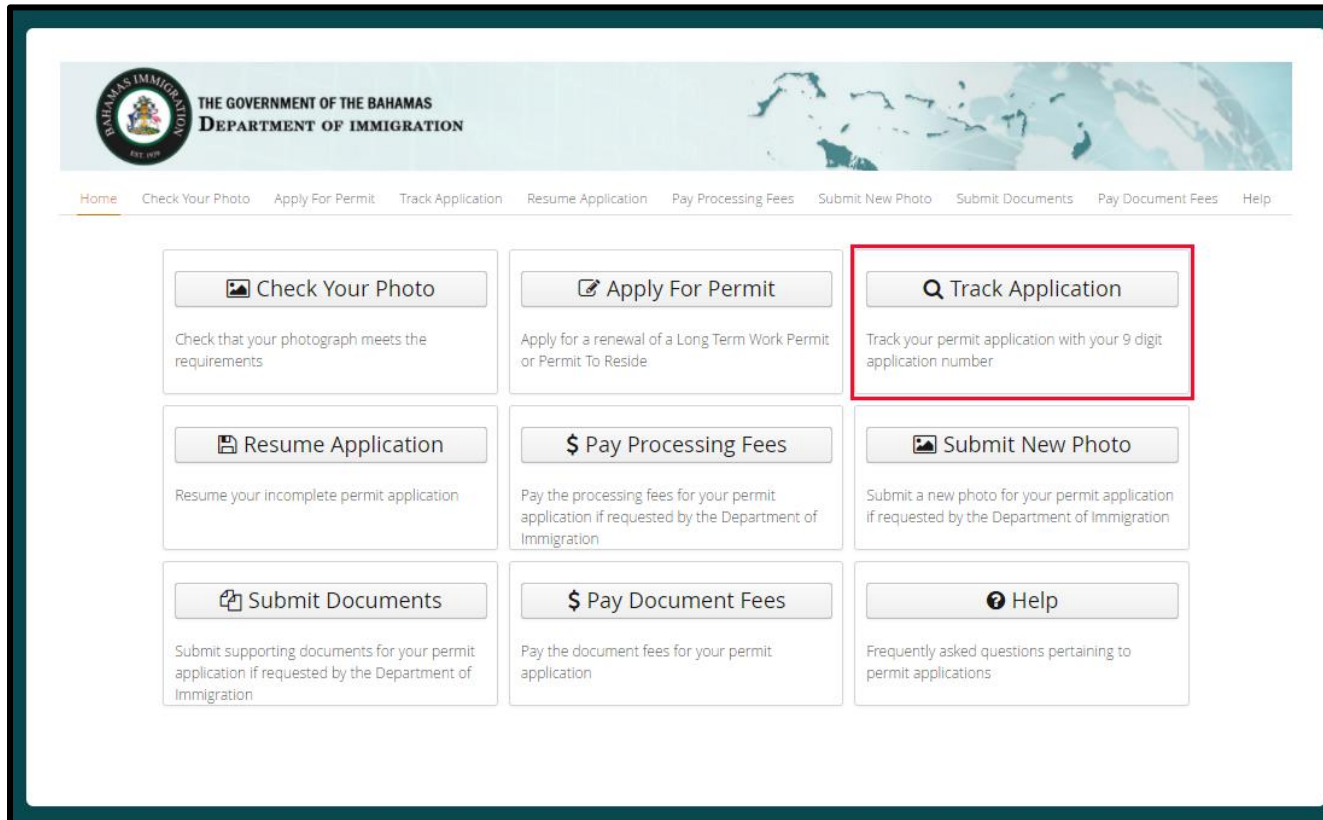 BAHAMAS IMMIGRATION
EST. 1939
THE GOVERNMENT OF THE BAHAMAS
DEPARTMENT OF IMMIGRATION
Home Check Your Photo Apply For Permit Track Application Resume Application Pay Processing Fees Submit New Photo Submit Documents Pay Document Fees Help
Check Your Photo
Check that your photograph meets the
requirements
Apply For Permit
Apply for a renewal of a Long Term Work Permit
or Permit To Reside
Track Application
Track your permit application with your 9 digit
application number
Resume Application
Resume your incomplete permit application
$ Pay Processing Fees
Pay the processing fees for your permit
application if requested by the Department of
Immigration
Submit New Photo
Submit a new photo for your permit application
if requested by the Department of Immigration
Submit Documents
Submit supporting documents for your permit
application if requested by the Department of
Immigration
$ Pay Document Fees
Pay the document fees for your permit
application
Help
Frequently asked questions pertaining to
permit applications